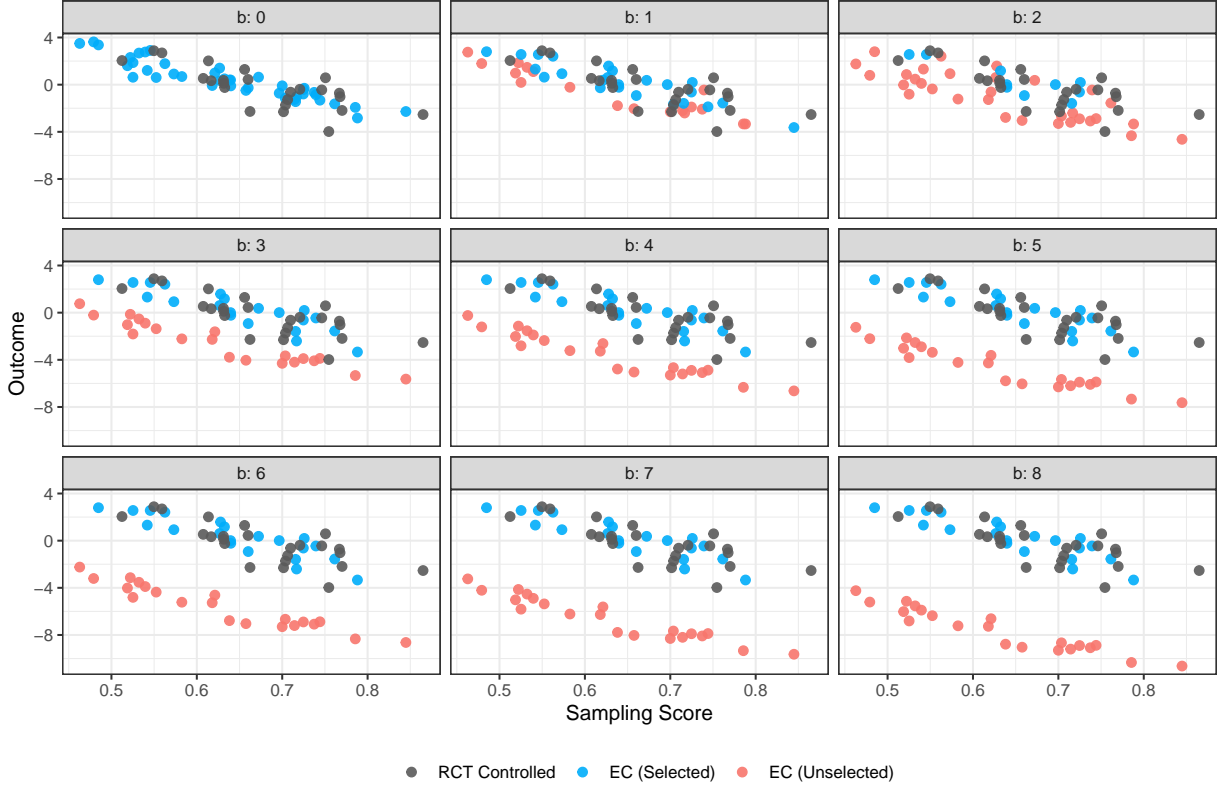 b: 0 b: 1 b: 2
4
0
−4
−8
b: 3 b: 4 b: 5
4
0
−4
−8
b: 6 b: 7 b: 8
4
0
−4
−8
Outcome
0.5 0.6 0.7 0.8 0.5 0.6 0.7 0.8 0.5 0.6 0.7 0.8
Sampling Score
RCT Controlled EC (Selected) EC (Unselected)